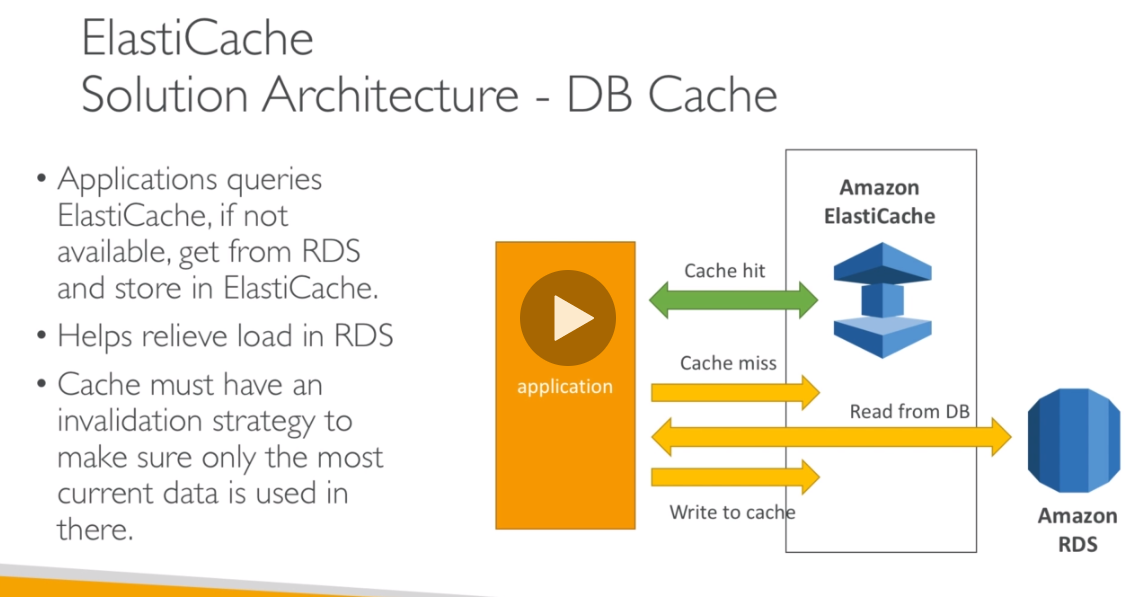 ElastiCache
Solution Architecture - DB Cache
• Applications queries
ElastiCache, if not
available, get from RDS
and store in ElastiCache.
• Helps relieve load in RDS
• Cache must have an
invalidation strategy to
make sure only the most
current data is used in
there.
application
Cache hit
Cache miss
Read from DB
Write to cache
Amazon
ElastiCache
Amazon
RDS